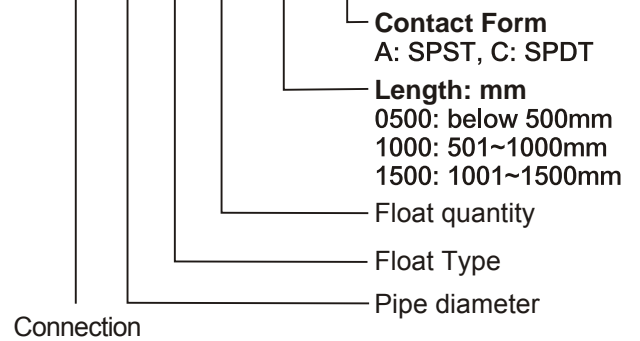 Contact Form
A: SPST, C: SPDT
Length: mm
0500: below 500mm
1000: 501~1000mm
1500: 1001~1500mm
Float quantity
Float Type
Pipe diameter
Connection